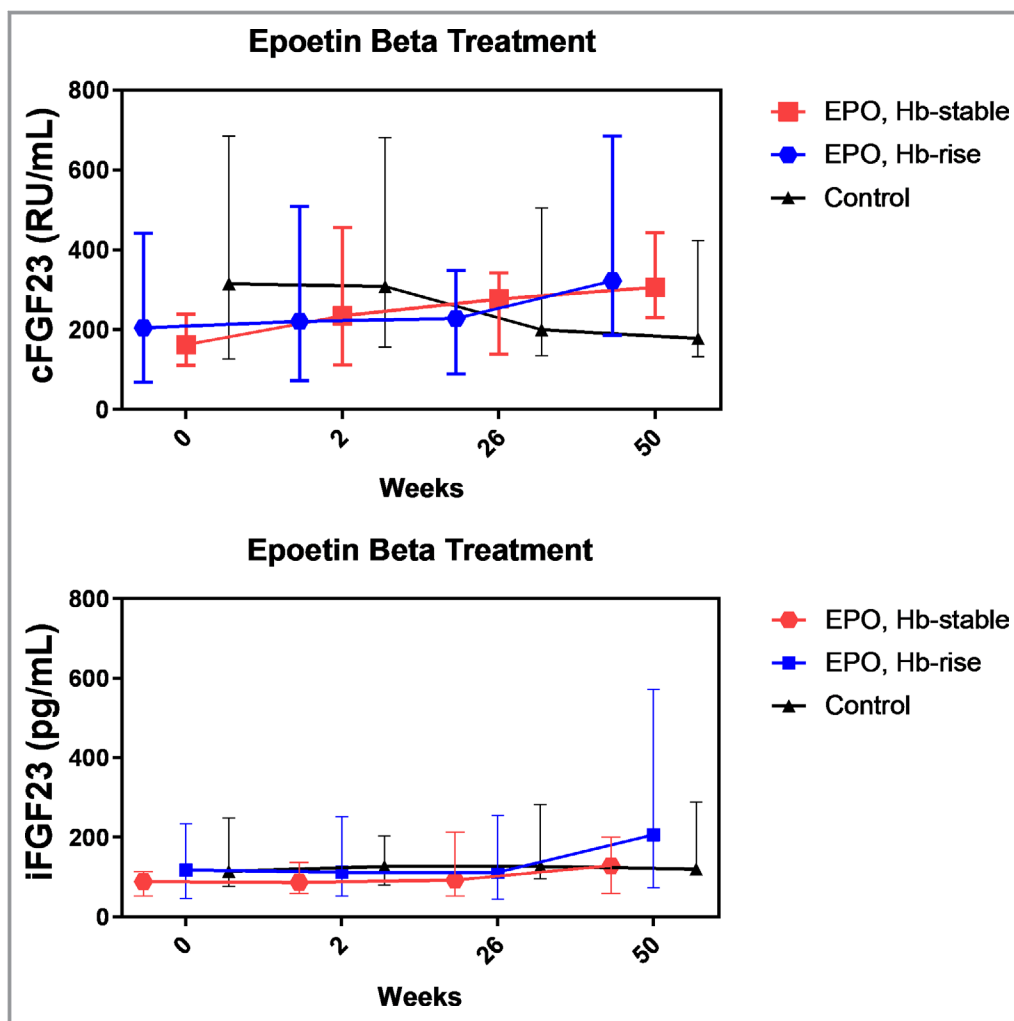 Epoetin Beta Treatment
cFGF23 (RU/mL)
800
600
400
200
0
0
2
26
50
Weeks
EPO, Hb-stable
EPO, Hb-rise
Control
Epoetin Beta Treatment
iFGF23 (pg/mL)
800
600
400
200
0
0
2
26
50
Weeks
EPO, Hb-stable
EPO, Hb-rise
Control